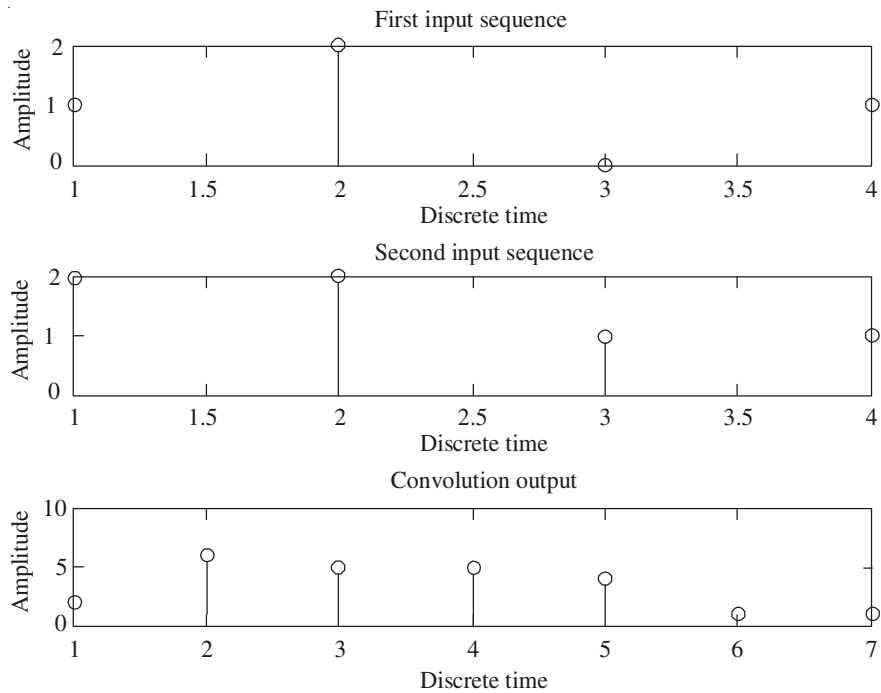 First input sequence
2
1
0
Amplitude
1 1.5 2 2.5 3 3.5 4
Discrete time
Second input sequence
2
1
0
Amplitude
1 1.5 2 2.5 3 3.5 4
Discrete time
Convolution output
10
5
0
Amplitude
1 2 3 4 5 6 7
Discrete time